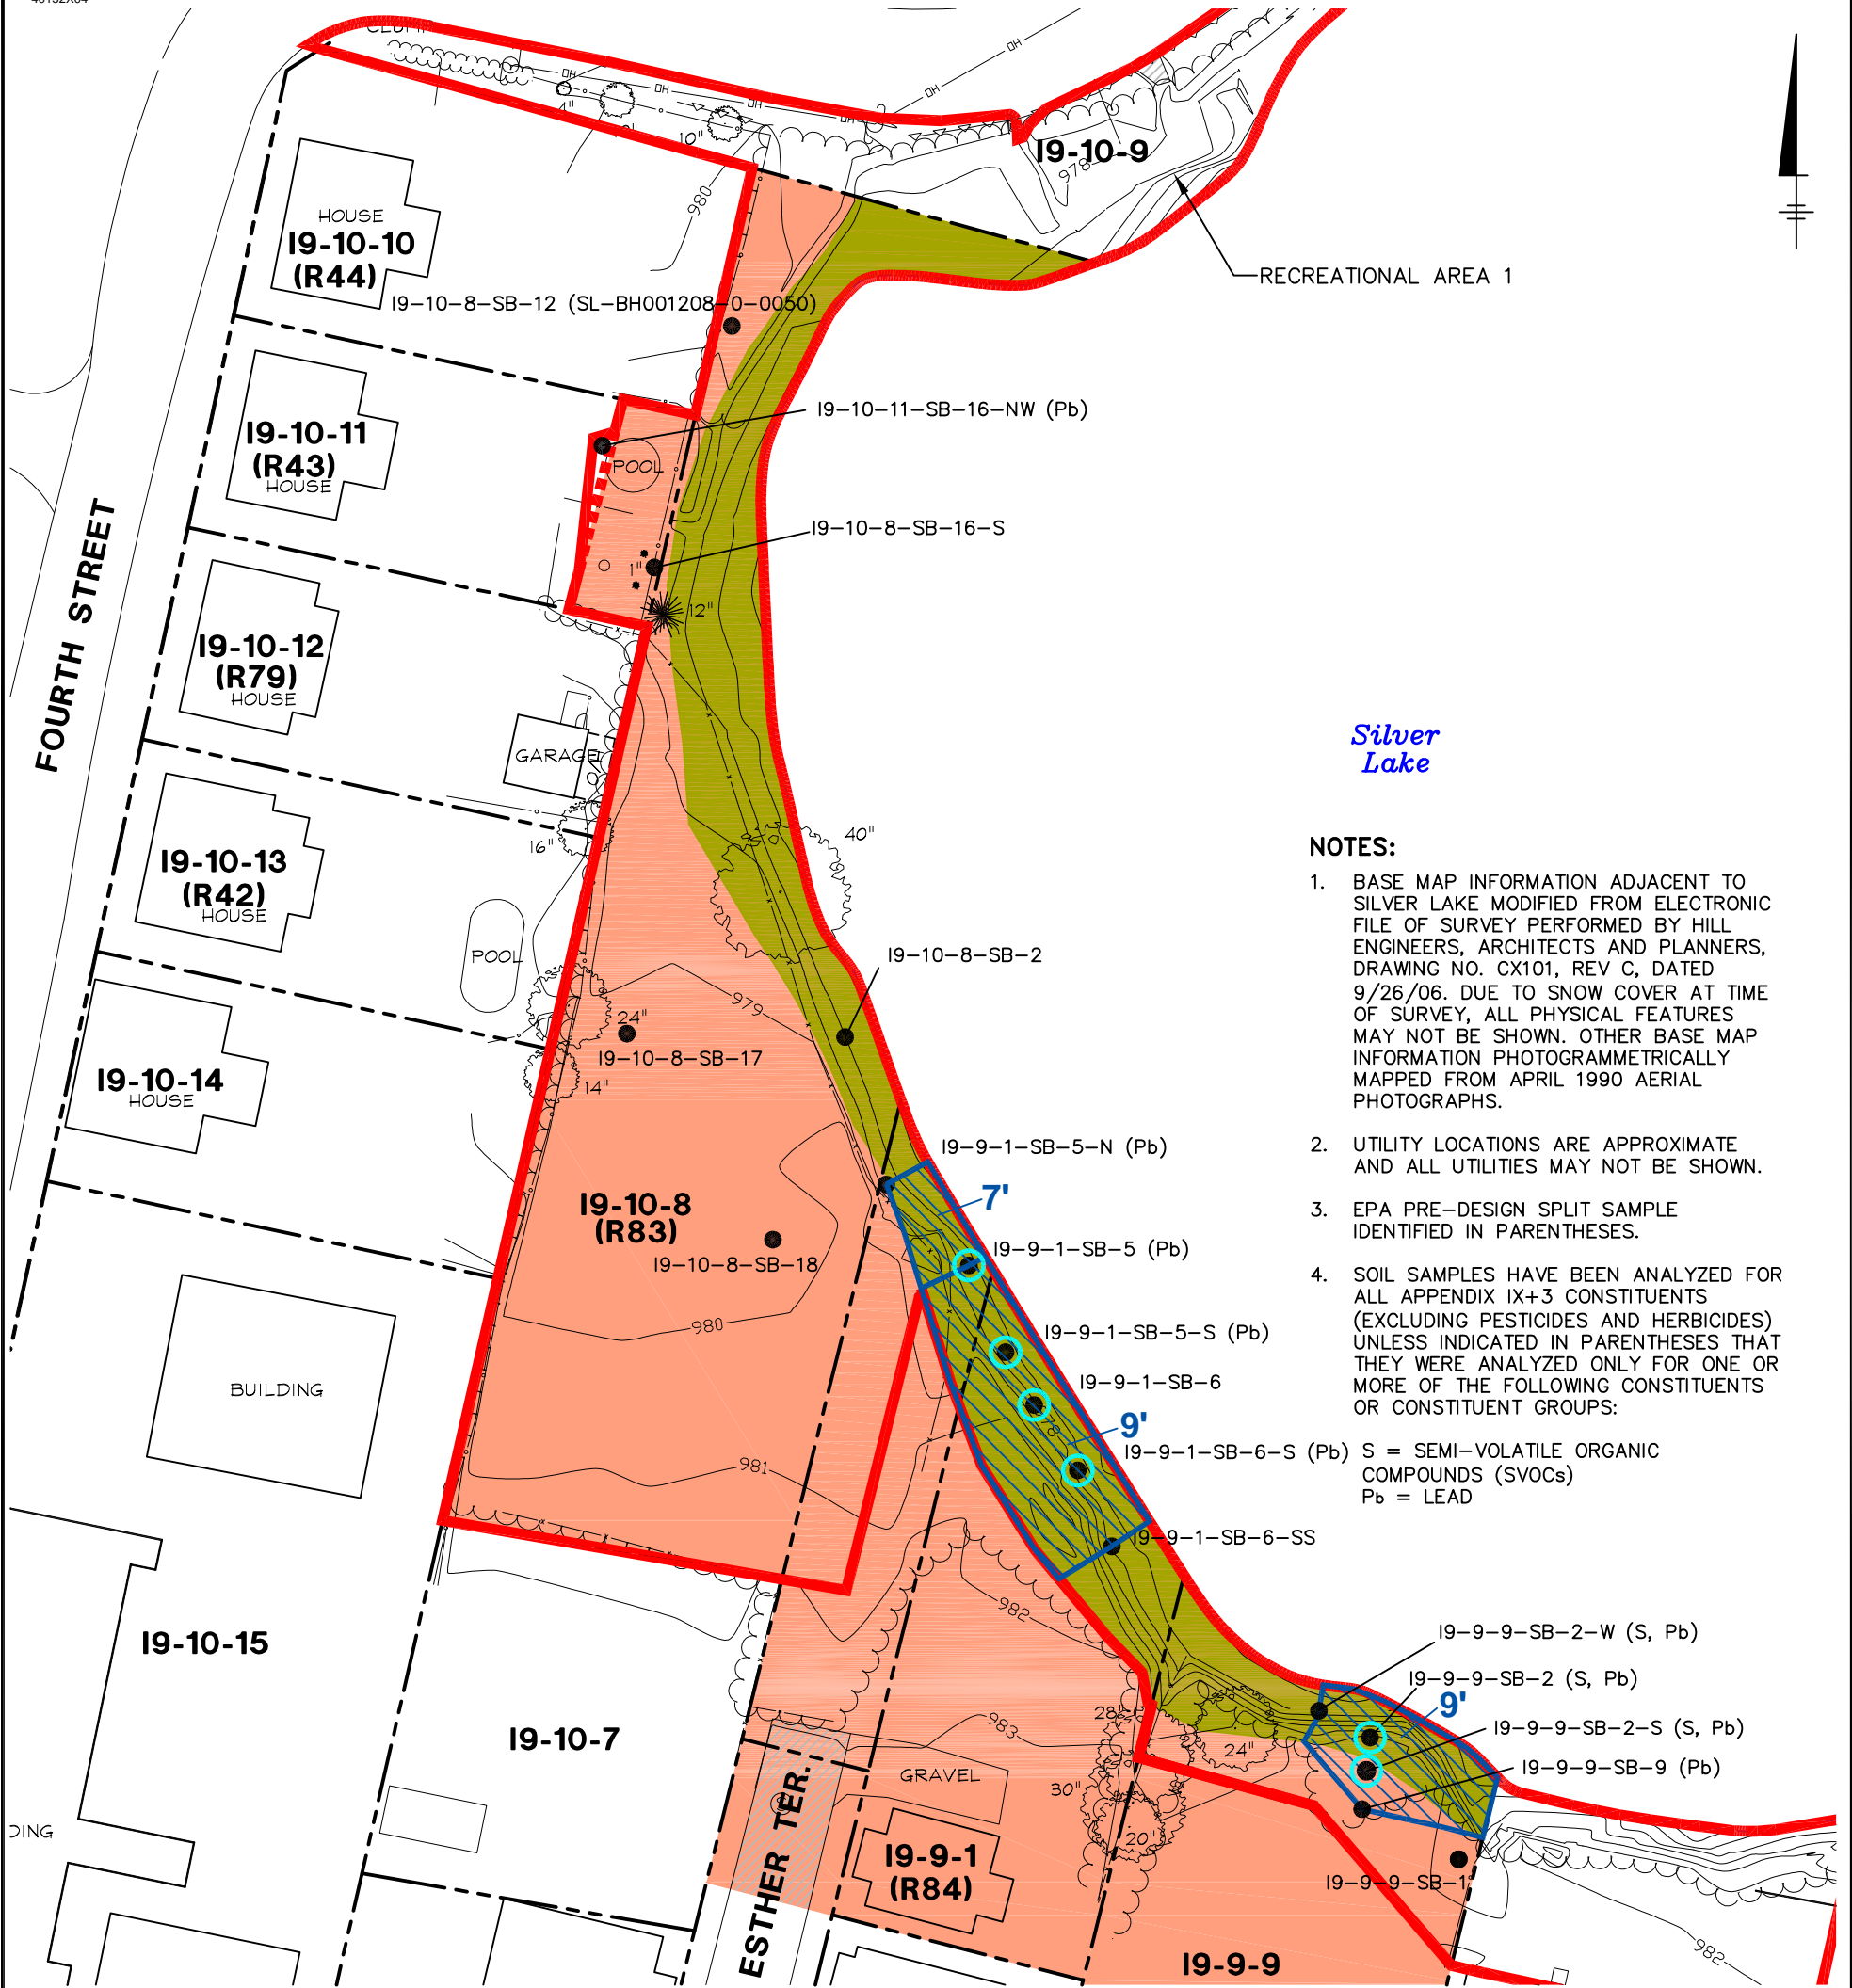 10"
980
978
I9-10-9
HOUSE
I9-10-10
(R44)
RECREATIONAL AREA 1
I9-10-8-SB-12 (SL-BH001208-0-0050)
I9-10-11-SB-16-NW (Pb)
I9-10-11
(R43)
HOUSE
POOL
I9-10-8-SB-16-S
1"
12"
FOURTH STREET
I9-10-12
(R79)
HOUSE
GARAGE
Silver
Lake
40"
16"
I9-10-13
(R42)
HOUSE
POOL
I9-10-8-SB-2
979
24"
I9-10-8-SB-17
14"
I9-10-14
HOUSE
NOTES:
1. BASE MAP INFORMATION ADJACENT TO
SILVER LAKE MODIFIED FROM ELECTRONIC
FILE OF SURVEY PERFORMED BY HILL
ENGINEERS, ARCHITECTS AND PLANNERS,
DRAWING NO. CX101, REV C, DATED
9/26/06. DUE TO SNOW COVER AT TIME
OF SURVEY, ALL PHYSICAL FEATURES
MAY NOT BE SHOWN. OTHER BASE MAP
INFORMATION PHOTOGRAMMETRICALLY
MAPPED FROM APRIL 1990 AERIAL
PHOTOGRAPHS.
2. UTILITY LOCATIONS ARE APPROXIMATE
AND ALL UTILITIES MAY NOT BE SHOWN.
3. EPA PRE-DESIGN SPLIT SAMPLE
IDENTIFIED IN PARENTHESES.
4. SOIL SAMPLES HAVE BEEN ANALYZED FOR
ALL APPENDIX IX+3 CONSTITUENTS
(EXCLUDING PESTICIDES AND HERBICIDES)
UNLESS INDICATED IN PARENTHESES THAT
THEY WERE ANALYZED ONLY FOR ONE OR
MORE OF THE FOLLOWING CONSTITUENTS
OR CONSTITUENT GROUPS:
S = SEMI-VOLATILE ORGANIC
COMPOUNDS (SVOCs)
Pb = LEAD
I9-9-1-SB-5-N (Pb)
7'
I9-10-8
(R83)
I9-10-8-SB-18
I9-9-1-SB-5 (Pb)
980
I9-9-1-SB-5-S (Pb)
I9-9-1-SB-6
9'
I9-9-1-SB-6-S (Pb)
BUILDING
981
I9-9-1-SB-6-SS
982
I9-10-15
I9-10-7
I9-9-9-SB-2-W (S, Pb)
I9-9-9-SB-2 (S, Pb)
9'
I9-9-9-SB-2-S (S, Pb)
I9-9-9-SB-9 (Pb)
983
28"
24"
GRAVEL
30"
20"
ESTHER TER.
I9-9-1
(R84)
I9-9-9-SB-1
I9-9-9
982